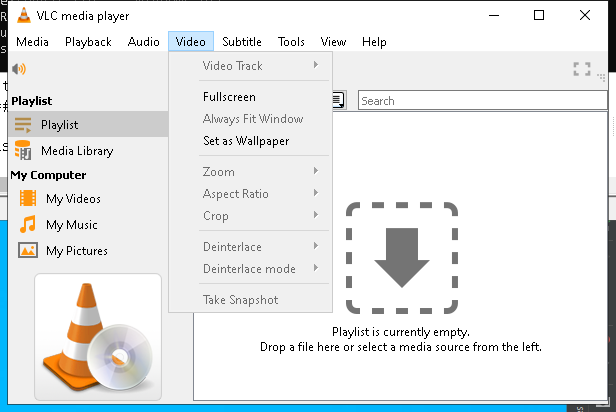 VLC media player
Media Playback Audio Video Subtitle Tools View Help
Video Track
Fullscreen
Always Fit Window
Set as Wallpaper
Zoom
Aspect Ratio
Crop
Deinterlace
Deinterlace mode
Take Snapshot
Playlist
Playlist
Media Library
My Computer
My Videos
My Music
My Pictures
Search
Playlist is currently empty.
Drop a file here or select a media source from the left.